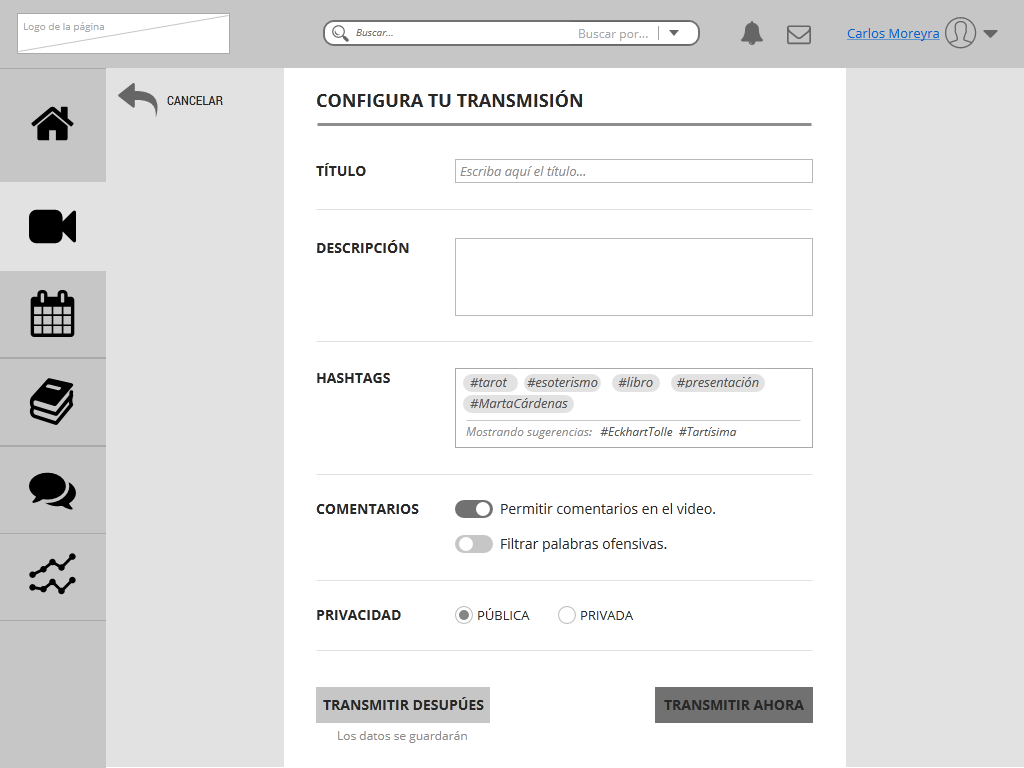 Logo de la página
Buscar...
Buscar por...
Carlos Moreyra
CANCELAR
CONFIGURA TU TRANSMISIÓN
TÍTULO
Escriba aquí el título...
DESCRIPCIÓN
HASHTAGS
#tarot #esoterismo #libro #presentación
#MartaCárdenas
Mostrando sugerencias: #EckhartTolle #Tartísima
COMENTARIOS
Permitir comentarios en el video.
Filtrar palabras ofensivas.
PRIVACIDAD
PÚBLICA
PRIVADA
TRANSMITIR DESUPÚES
TRANSMITIR AHORA
Los datos se guardarán